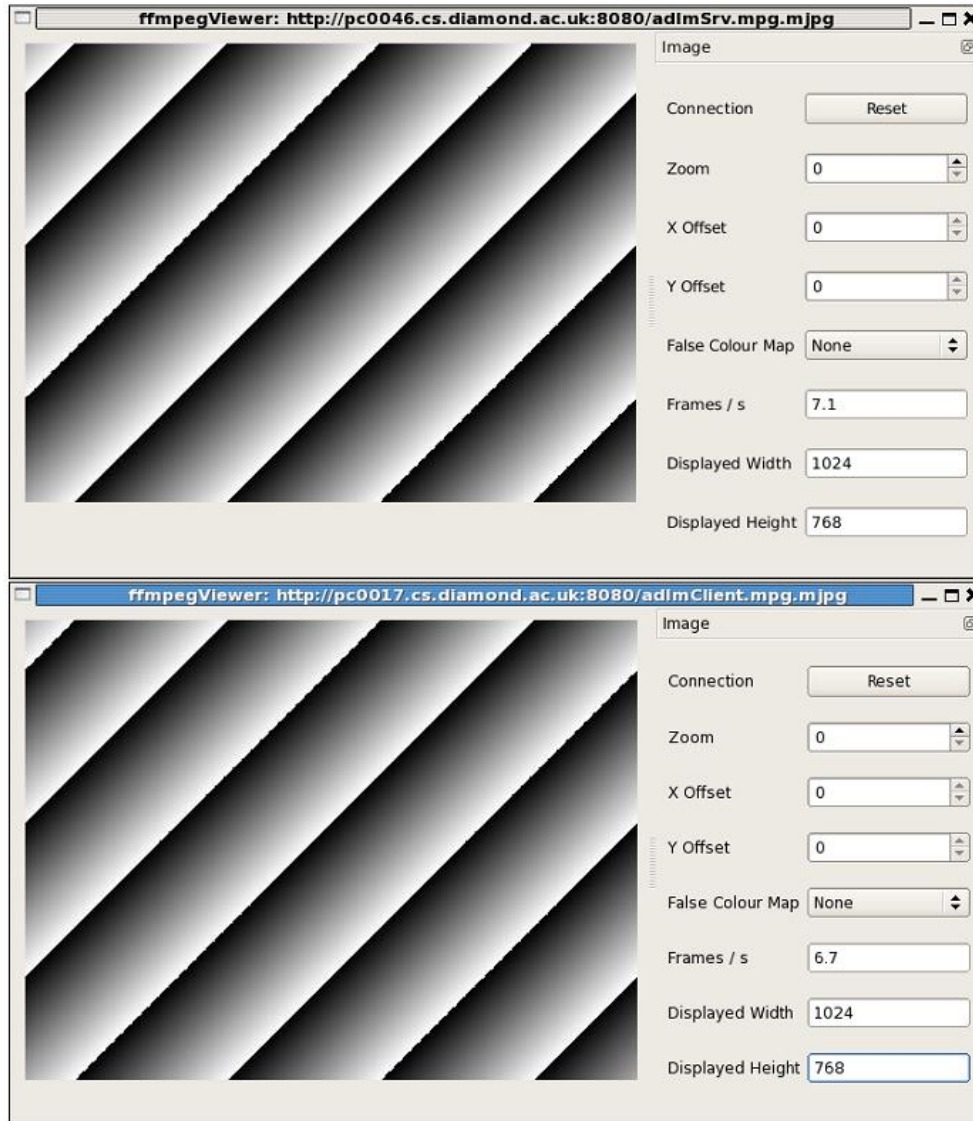 ffmpegViewer: http://pc0046.cs.diamond.ac.uk:8080/adImSrv.mpg.mjpg
Image
Connection Reset
Zoom 0
X Offset 0
Y Offset 0
False Colour Map None
Frames / s 7.1
Displayed Width 1024
Displayed Height 768
ffmpegViewer: http://pc0017.cs.diamond.ac.uk:8080/adImClient.mpg.mjpg
Image
Connection Reset
Zoom 0
X Offset 0
Y Offset 0
False Colour Map None
Frames / s 6.7
Displayed Width 1024
Displayed Height 768